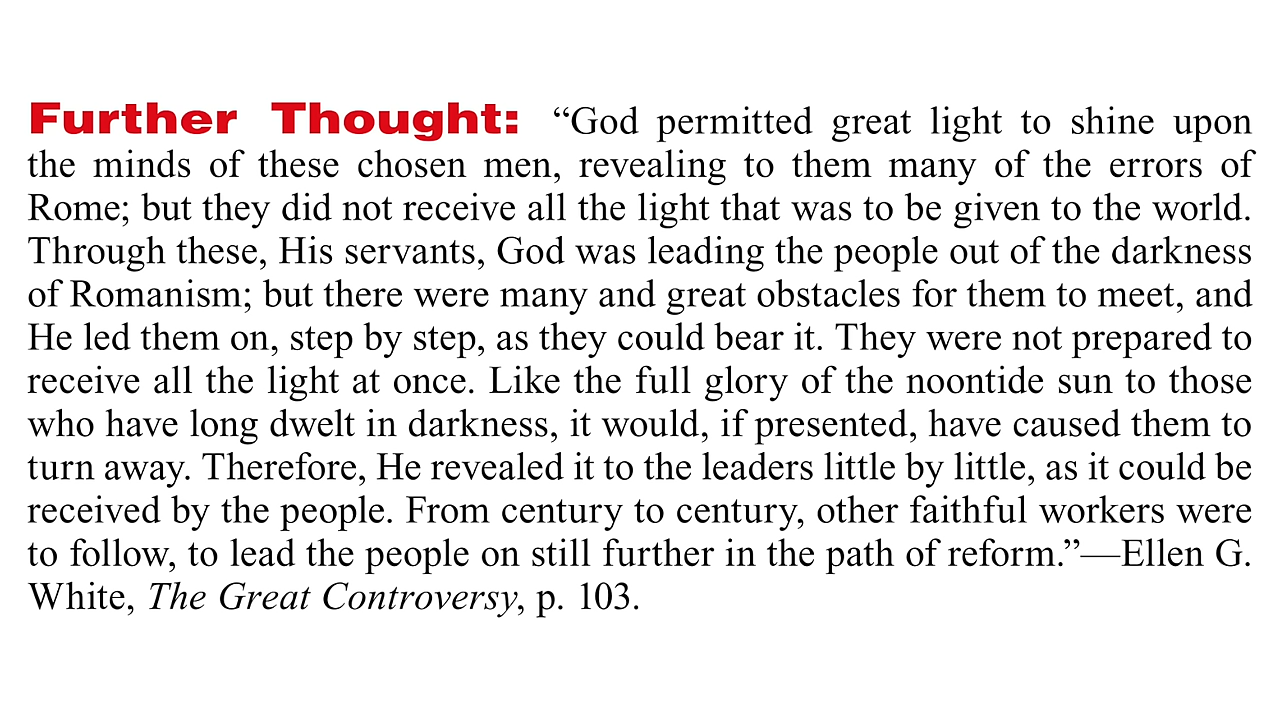 Further Thought: “God permitted great light to shine upon
the minds of these chosen men, revealing to them many of the errors of
Rome; but they did not receive all the light that was to be given to the world.
Through these, His servants, God was leading the people out of the darkness
of Romanism; but there were many and great obstacles for them to meet, and
He led them on, step by step, as they could bear it. They were not prepared to
receive all the light at once. Like the full glory of the noontide sun to those
who have long dwelt in darkness, it would, if presented, have caused them to
turn away. Therefore, He revealed it to the leaders little by little, as it could be
received by the people. From century to century, other faithful workers were
to follow, to lead the people on still further in the path of reform.”—Ellen G.
White, The Great Controversy, p. 103.